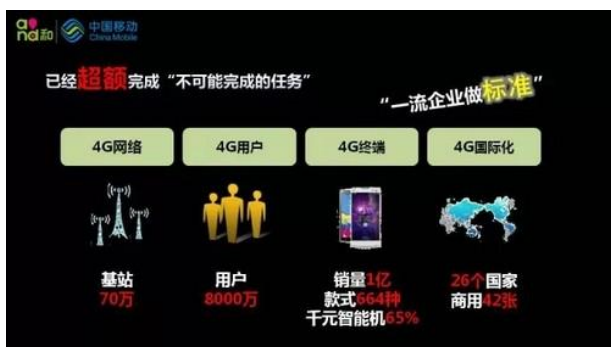 and和 中国移动
China Mobile
已经超额完成“不可能完成的任务”
“一流企业做标准”
4G网络 4G用户 4G终端 4G国际化
基站 用户 销量1亿 26个国家
70万 8000万 款式664种 商用42张
千元智能机65%